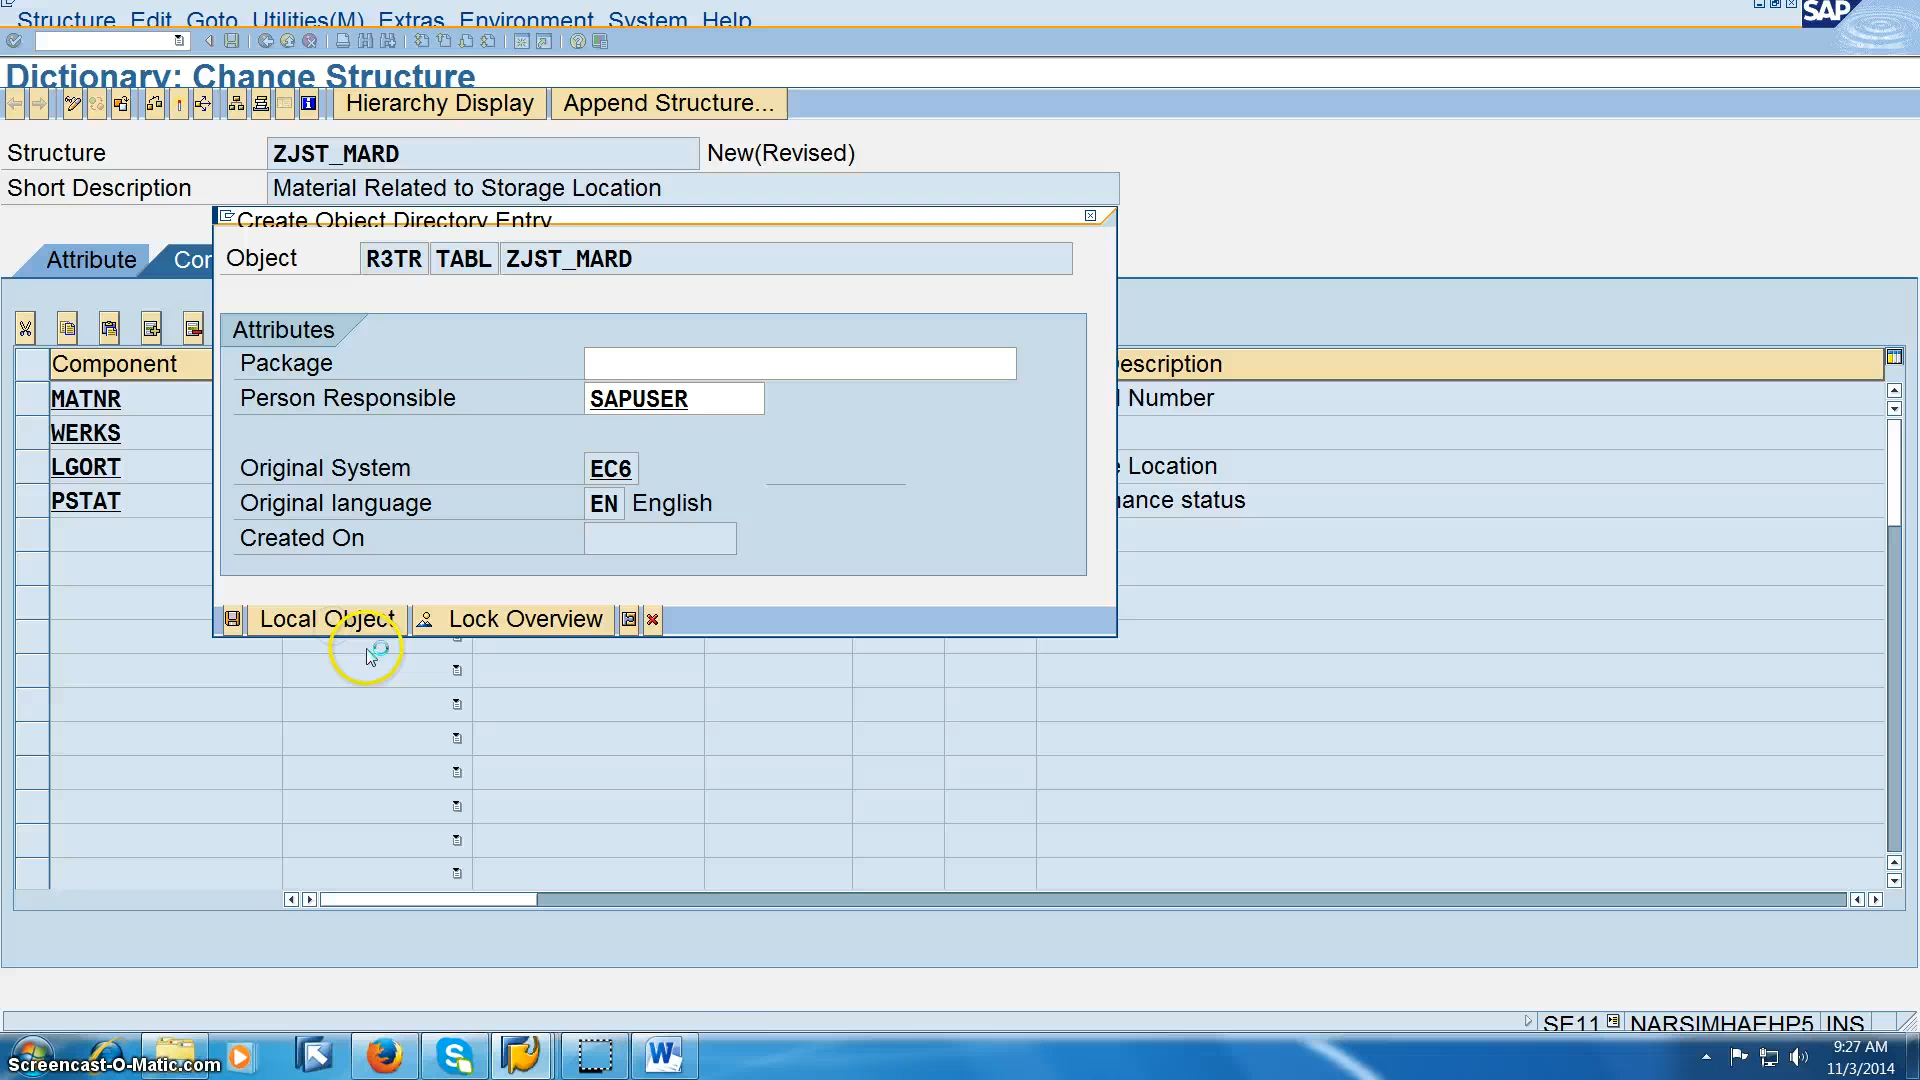 Structure Edit Goto Utilities(M) Extras Environment System Help
SAP
Dictionary: Change Structure
Hierarchy Display Append Structure...
Structure ZJST_MARD New(Revised)
Short Description Material Related to Storage Location
Create Object Directory Entry
Object R3TR TABL ZJST_MARD
Attribute Cor
Attributes
Package
Person Responsible SAPUSER
Original System EC6
Original language EN English
Created On
Local Object Lock Overview
Component escription
MATNR Number
WERKS
LGORT Location
PSTAT ance status
SE11 NARSIMHAEHP5 INS
Screencast-O-Matic.com
9:27 AM
11/3/2014